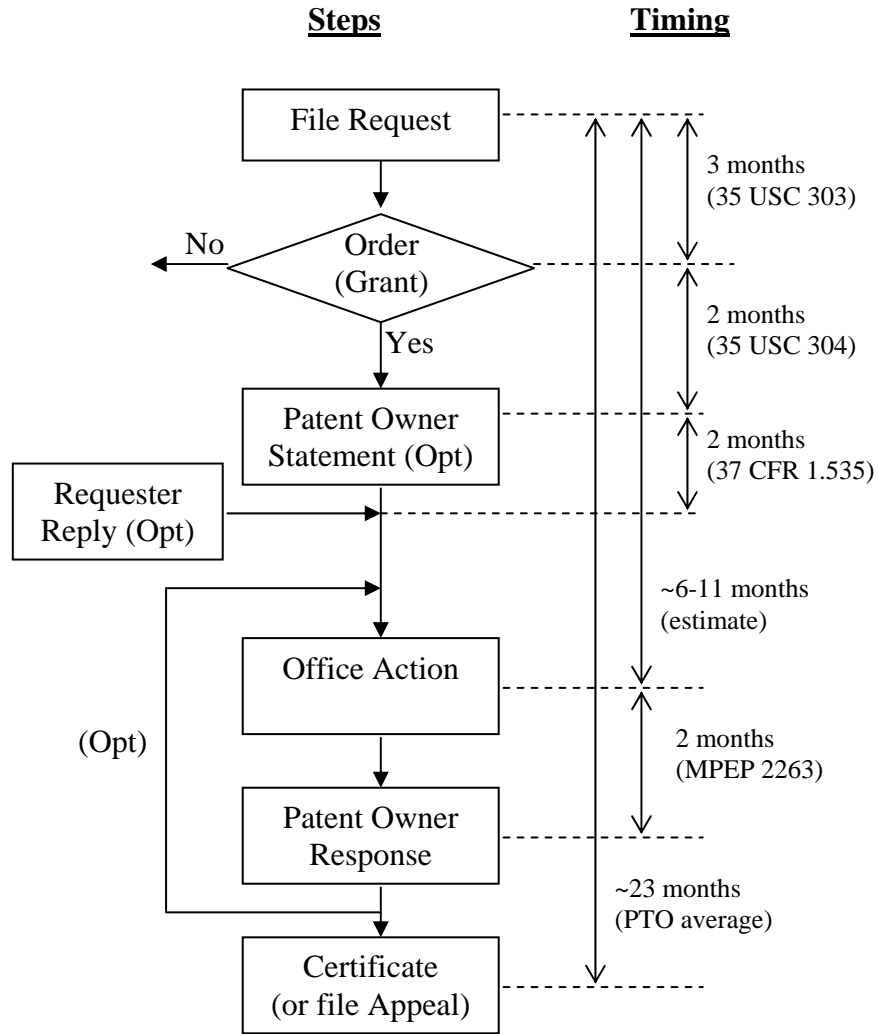 Steps
Timing
File Request
3 months
(35 USC 303)
No
Order
(Grant)
2 months
(35 USC 304)
Yes
Patent Owner
Statement (Opt)
2 months
(37 CFR 1.535)
Requester
Reply (Opt)
~6-11 months
(estimate)
Office Action
(Opt)
2 months
(MPEP 2263)
Patent Owner
Response
~23 months
(PTO average)
Certificate
(or file Appeal)